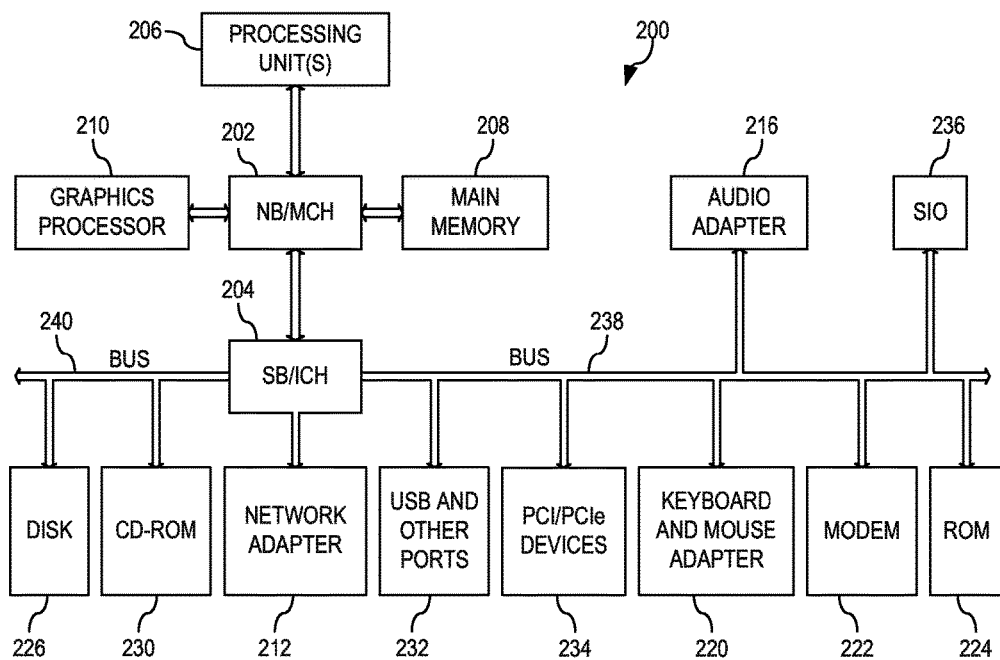 206
PROCESSING
UNIT(S)
200
210
202
208
216
236
GRAPHICS
PROCESSOR
NB/MCH
MAIN
MEMORY
AUDIO
ADAPTER
SIO
204
240
238
BUS
SB/ICH
BUS
DISK
CD-ROM
NETWORK
ADAPTER
USB AND
OTHER
PORTS
PCI/PCIe
DEVICES
KEYBOARD
AND MOUSE
ADAPTER
MODEM
ROM
226
230
212
232
234
220
222
224